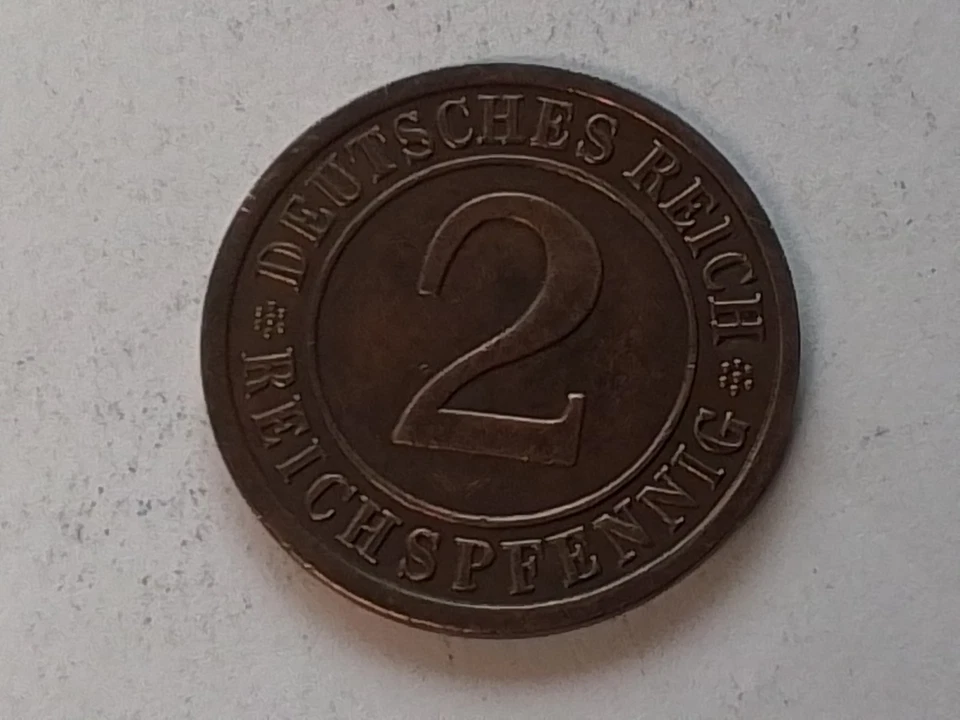 DEUTSCHES REICH
2
REICHSPFENNIG